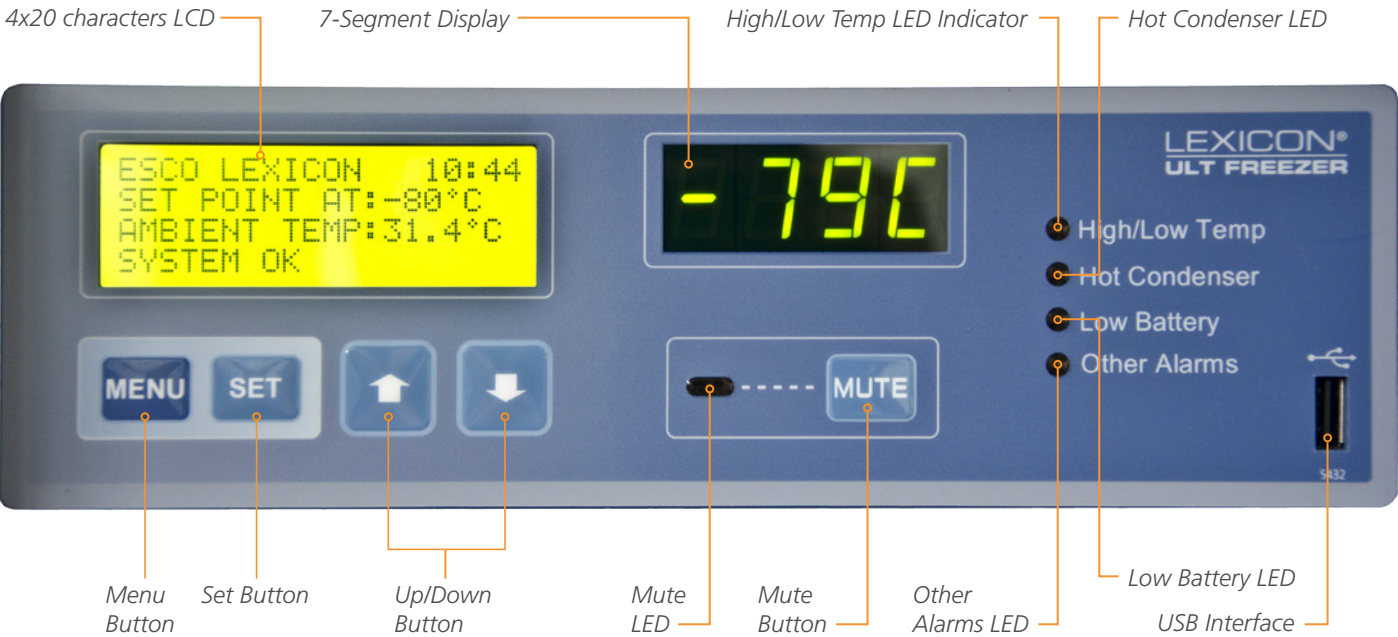 4x20 characters LCD
7-Segment Display
High/Low Temp LED Indicator
Hot Condenser LED
ESCO LEXICON 10:44
SET POINT AT:-80°C
AMBIENT TEMP:31.4°C
SYSTEM OK
-79C
LEXICON®
ULT FREEZER
High/Low Temp
Hot Condenser
Low Battery
Other Alarms
MENU
SET
MUTE
5432
Menu
Button
Set Button
Up/Down
Button
Mute
LED
Mute
Button
Other
Alarms LED
Low Battery LED
USB Interface